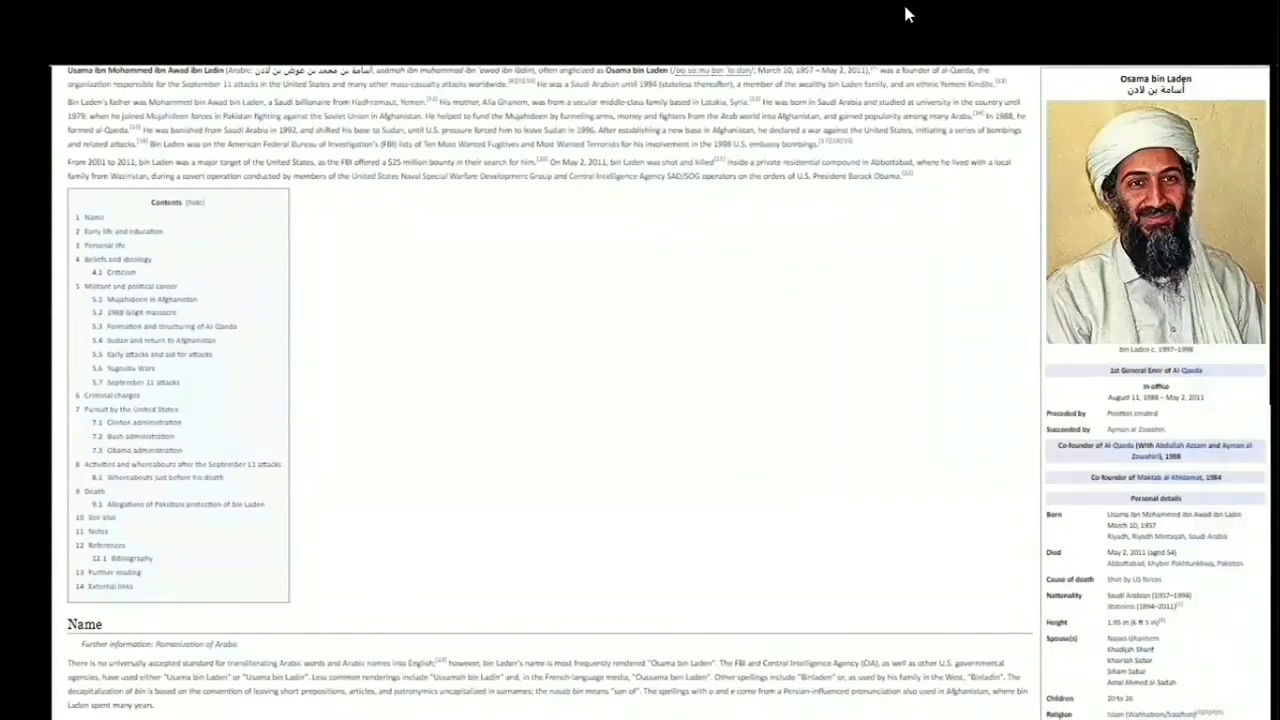 Usama ibn Mohammed ibn Awad ibn Ladin (Arabic: أسامة بن محمد بن عوض بن لادن, usāmah ibn muḥammad ibn 'awaḍ ibn lādin), often anglicized as Osama bin Laden (; March 10, 1957 – May 2, 2011), was a founder of al-Qaeda, the
organization responsible for the September 11 attacks in the United States and many other mass-casualty attacks worldwide. He was a Saudi Arabian until 1994 (stateless thereafter), a member of the wealthy bin Laden family, and an ethnic Yemeni Kindite.
Bin Laden's father was Mohammed bin Awad bin Laden, a Saudi billionaire from Hadhramaut, Yemen. His mother, Alia Ghanem, was from a secular middle-class family based in Latakia, Syria. He was born in Saudi Arabia and studied at university in the country until
1979, when he joined Mujahideen forces in Pakistan fighting against the Soviet Union in Afghanistan. He helped to fund the Mujahideen by funneling arms, money and fighters from the Arab world into Afghanistan, and gained popularity among many Arabs. In 1988, he
formed al-Qaeda. He was banished from Saudi Arabia in 1992, and shifted his base to Sudan, until U.S. pressure forced him to leave Sudan in 1996. After establishing a new base in Afghanistan, he declared a war against the United States, initiating a series of bombings
and related attacks. Bin Laden was on the American Federal Bureau of Investigation's (FBI) lists of Ten Most Wanted Fugitives and Most Wanted Terrorists for his involvement in the 1998 U.S. embassy bombings.
From 2001 to 2011, bin Laden was a major target of the United States, as the FBI offered a $25 million bounty in their search for him. On May 2, 2011, bin Laden was shot and killed inside a private residential compound in Abbottabad, where he lived with a local
family from Waziristan, during a covert operation conducted by members of the United States Naval Special Warfare Development Group and Central Intelligence Agency SAD/SOG operators on the orders of U.S. President Barack Obama.
Contents [hide]
1 Name
2 Early life and education
3 Personal life
4 Beliefs and ideology
4.1 Criticism
5 Militant and political career
5.1 Mujahideen in Afghanistan
5.2 1988 Gilgit massacre
5.3 Formation and structuring of Al-Qaeda
5.4 Sudan and return to Afghanistan
5.5 Early attacks and aid for attacks
5.6 Yugoslav Wars
5.7 September 11 attacks
6 Criminal charges
7 Pursuit by the United States
7.1 Clinton administration
7.2 Bush administration
7.3 Obama administration
8 Activities and whereabouts after the September 11 attacks
8.1 Whereabouts just before his death
9 Death
9.1 Allegations of Pakistani protection of bin Laden
10 See also
11 Notes
12 References
12.1 Bibliography
13 Further reading
14 External links
Name
Further information: Romanization of Arabic
There is no universally accepted standard for transliterating Arabic words and Arabic names into English; however, bin Laden's name is most frequently rendered "Osama bin Laden". The FBI and Central Intelligence Agency (CIA), as well as other U.S. governmental
agencies, have used either "Usama bin Laden" or "Usama bin Ladin". Less common renderings include "Ussamah bin Ladin" and, in the French-language media, "Oussama ben Laden". Other spellings include "Binladen" or, as used by his family in the West, "Binladin". The
decapitalization of bin is based on the convention of leaving short prepositions, articles, and patronymics uncapitalized in surnames; the nasab bin means "son of". The spellings with o and e come from a Persian-influenced pronunciation also used in Afghanistan, where bin
Laden spent many years.
Osama bin Laden
أسامة بن لادن
bin Laden c. 1997–1998
1st General Emir of Al-Qaeda
In office
August 11, 1988 – May 2, 2011
Preceded by Position created
Succeeded by Ayman al-Zawahiri
Co-founder of Al-Qaeda (With Abdullah Azzam and Ayman al-
Zawahiri), 1988
Co-founder of Maktab al-Khidamat, 1984
Personal details
Born Usama ibn Mohammed ibn Awad ibn Ladin
March 10, 1957
Riyadh, Riyadh Mintaqah, Saudi Arabia
Died May 2, 2011 (aged 54)
Abbottabad, Khyber Pakhtunkhwa, Pakistan
Cause of death Shot by US forces
Nationality Saudi Arabian (1957–1994)
Stateless (1994–2011)
Height 1.95 m (6 ft 5 in)
Spouse(s) Najwa Ghanhem
Khadijah Sharif
Khairiah Sabar
Siham Sabar
Amal Ahmed al-Sadah
Children 20 to 26
Religion Islam (Wahhabism/Salafism)